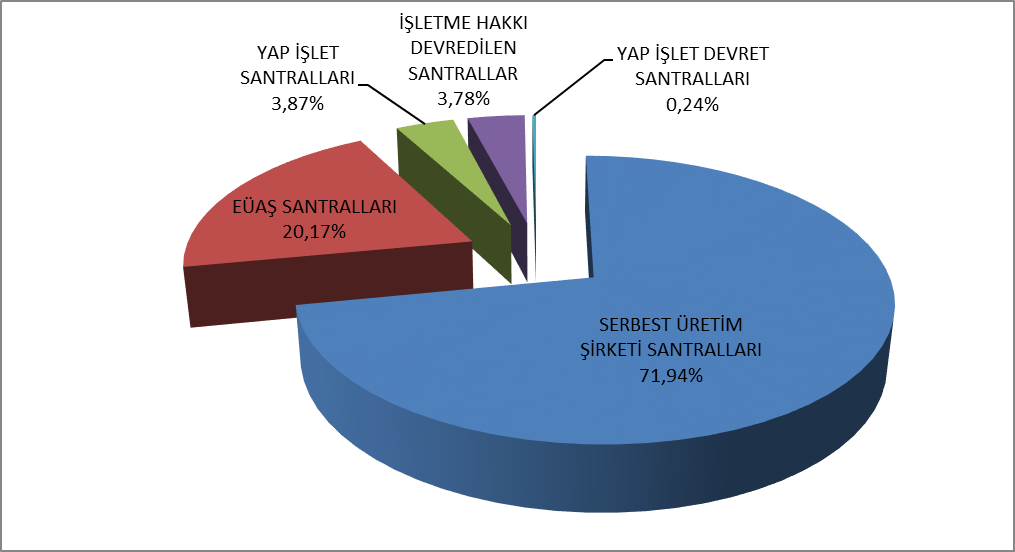 YAP İŞLET
SANTRALLARI
3,87%
İŞLETME HAKKI
DEVREDİLEN
SANTRALLAR
3,78%
YAP İŞLET DEVRET
SANTRALLARI
0,24%
EÜAŞ SANTRALLARI
20,17%
SERBEST ÜRETİM
ŞİRKETİ SANTRALLARI
71,94%